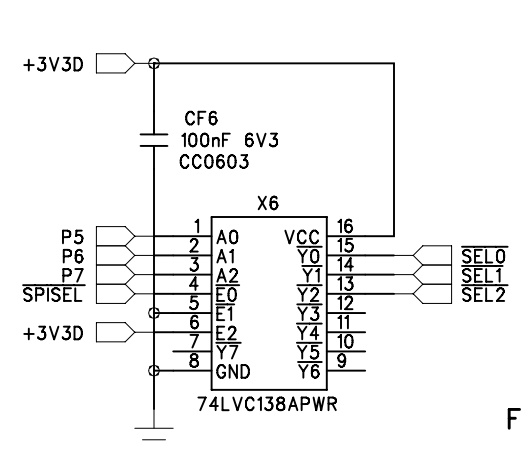 +3V3D
CF6
100nF 6V3
CC0603
X6
P5 1 A0 VCC 16
P6 2 A1 Y0 15 SEL0
P7 3 A2 Y1 14 SEL1
SPISEL 4 E0 Y2 13 SEL2
5 E1 Y3 12
+3V3D 6 E2 Y4 11
7 Y7 Y5 10
8 GND Y6 9
74LVC138APWR
F